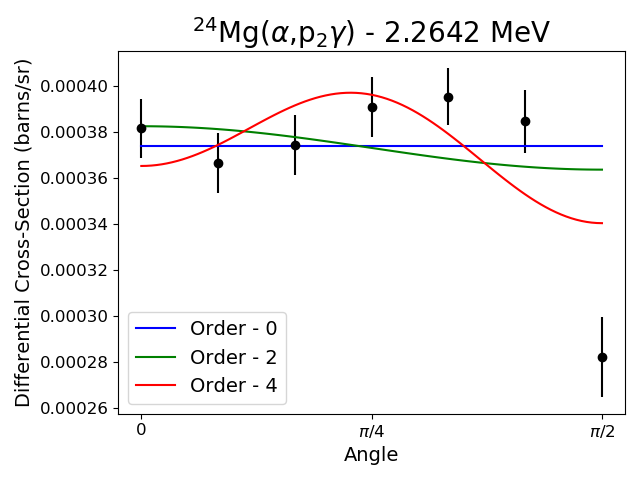 ²⁴Mg(α,p₂γ) - 2.2642 MeV
Differential Cross-Section (barns/sr)
0.00040
0.00038
0.00036
0.00034
0.00032
0.00030
0.00028
0.00026
Order - 0
Order - 2
Order - 4
0
π/4
π/2
Angle